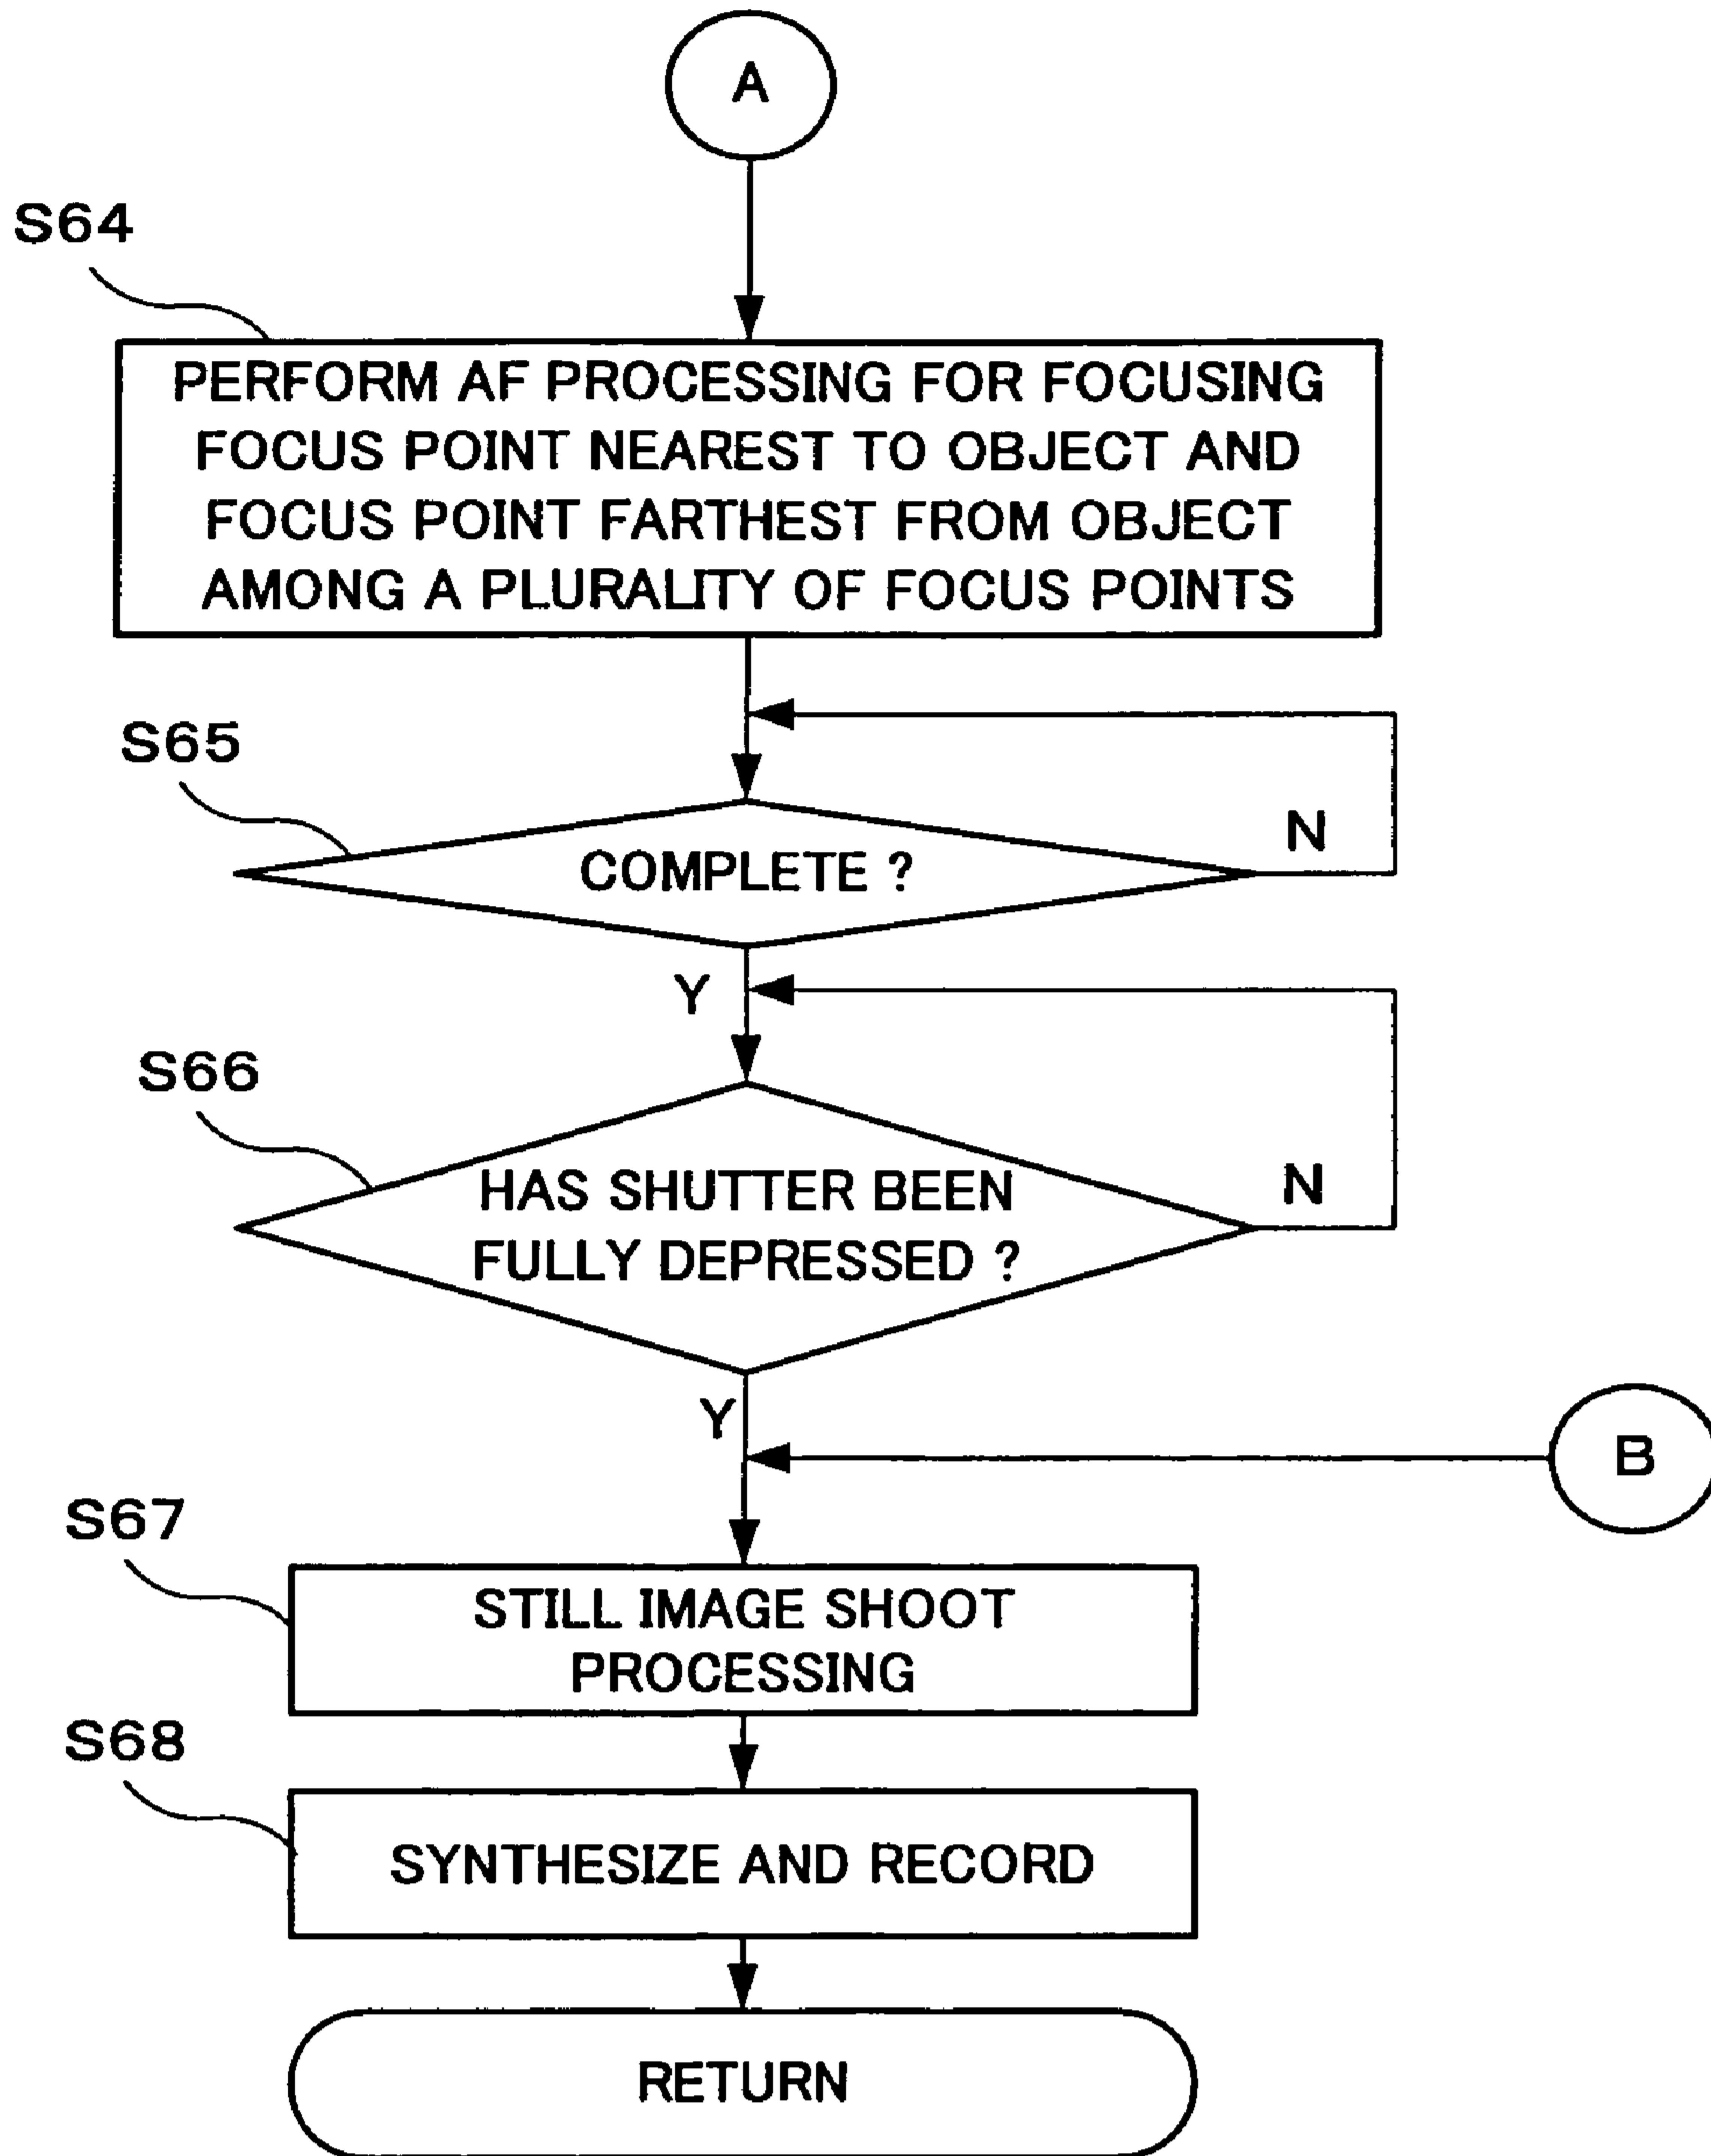 A
S64
PERFORM AF PROCESSING FOR FOCUSING
FOCUS POINT NEAREST TO OBJECT AND
FOCUS POINT FARTHEST FROM OBJECT
AMONG A PLURALITY OF FOCUS POINTS
S65
COMPLETE ?
N
Y
S66
HAS SHUTTER BEEN
FULLY DEPRESSED ?
N
Y
B
S67
STILL IMAGE SHOOT
PROCESSING
S68
SYNTHESIZE AND RECORD
RETURN